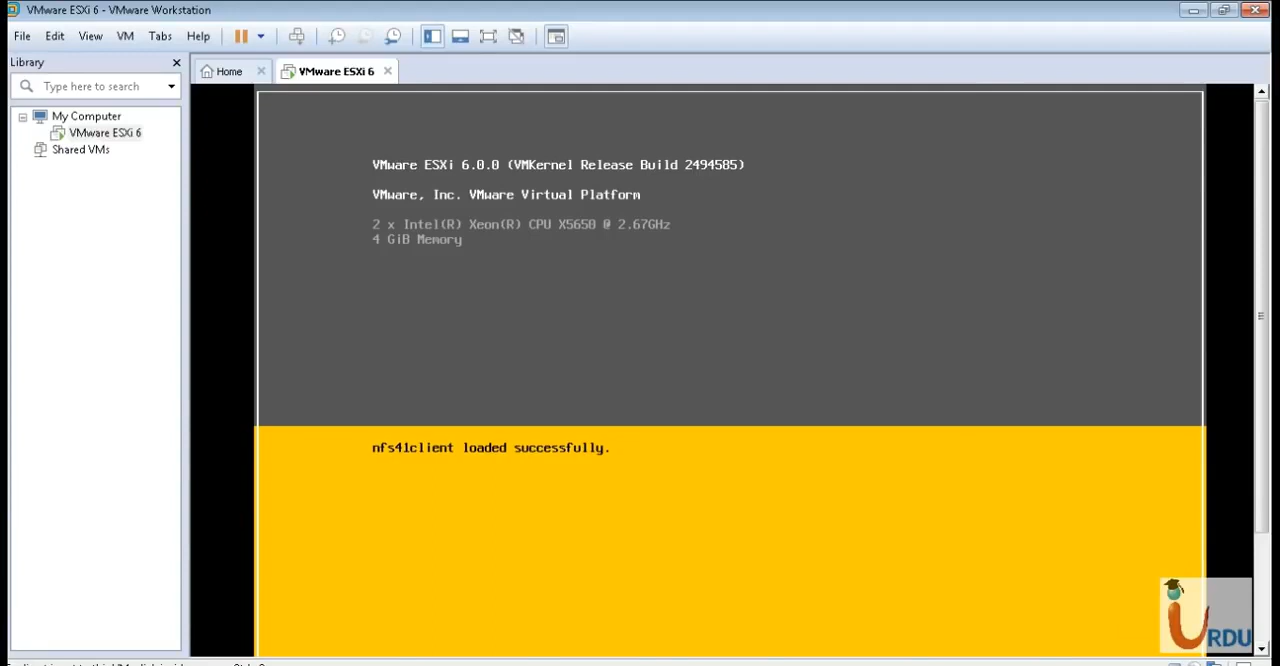 VMware ESXi 6 - VMware Workstation
File Edit View VM Tabs Help
Library
Type here to search
Home
VMware ESXi 6
My Computer
VMware ESXi 6
Shared VMs
VMware ESXi 6.0.0 (VMKernel Release Build 2494585)
VMware, Inc. VMware Virtual Platform
2 x Intel(R) Xeon(R) CPU X5650 @ 2.67GHz
4 GiB Memory
nfs41client loaded successfully.
iURDU